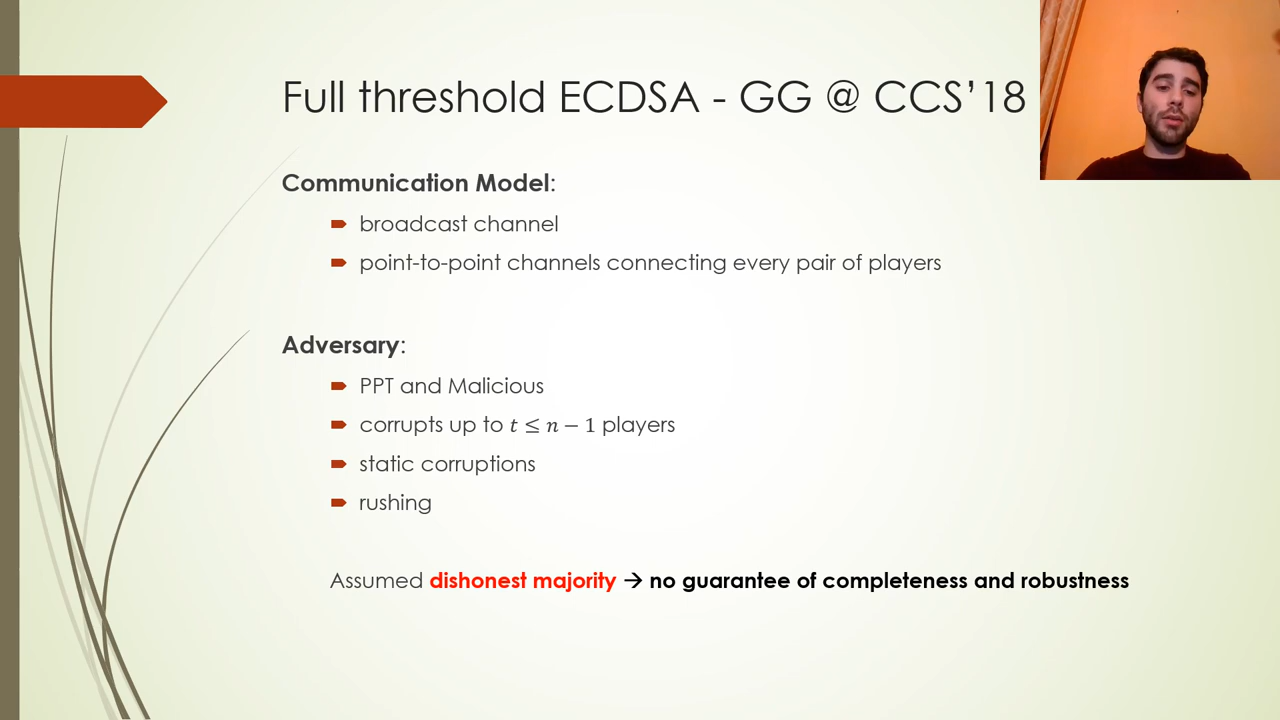 Full threshold ECDSA - GG @ CCS’18
Communication Model:
broadcast channel
point-to-point channels connecting every pair of players
Adversary:
PPT and Malicious
corrupts up to t ≤ n − 1 players
static corruptions
rushing
Assumed dishonest majority → no guarantee of completeness and robustness